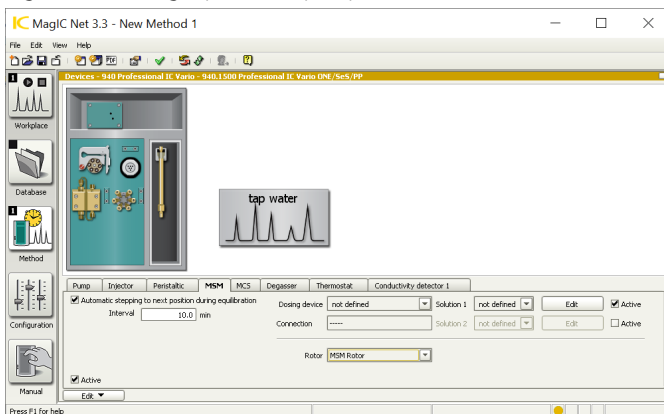 MagIC Net 3.3 - New Method 1
File Edit View Help
PDF
Devices - 940 Professional IC Vario - 940.1500 Professional IC Vario ONE/SeS/PP
1
Workplace
Database
1
Method
Configuration
Manual
tap water
Pump Injector Peristaltic MSM MCS Degasser Thermostat Conductivity detector 1
Automatic stepping to next position during equilibration
Interval 10.0 min
Dosing device not defined Solution 1 not defined Edit Active
Connection ----- Solution 2 not defined Edit Active
Rotor MSM Rotor
Active
Edit
Press F1 for help